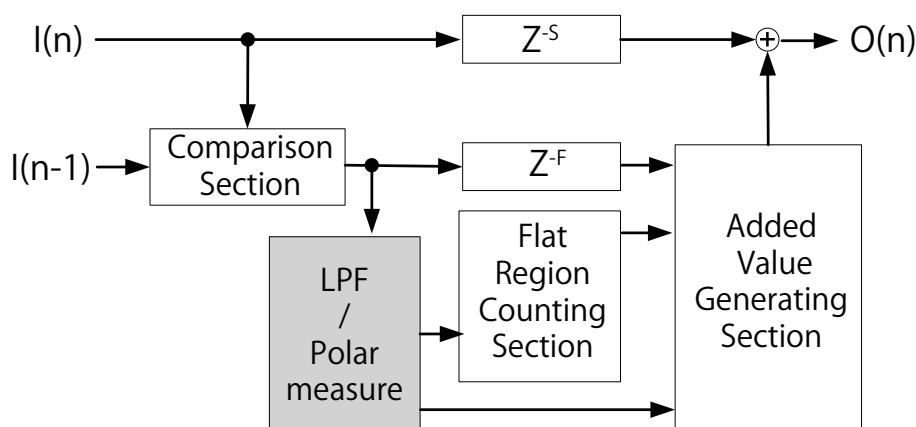 I(n)
Z-S
+
O(n)
I(n-1)
Comparison
Section
Z-F
LPF
/
Polar
measure
Flat
Region
Counting
Section
Added
Value
Generating
Section